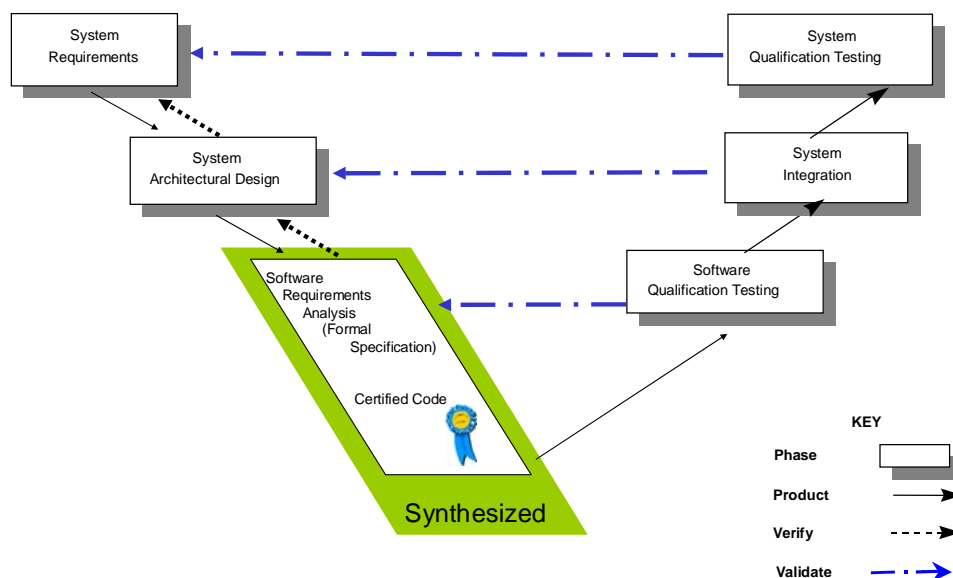 System
Requirements
System
Qualification Testing
System
Architectural Design
System
Integration
Software
Requirements
Analysis
(Formal
Specification)
Software
Qualification Testing
Certified Code
Synthesized
KEY
Phase
Product
Verify
Validate